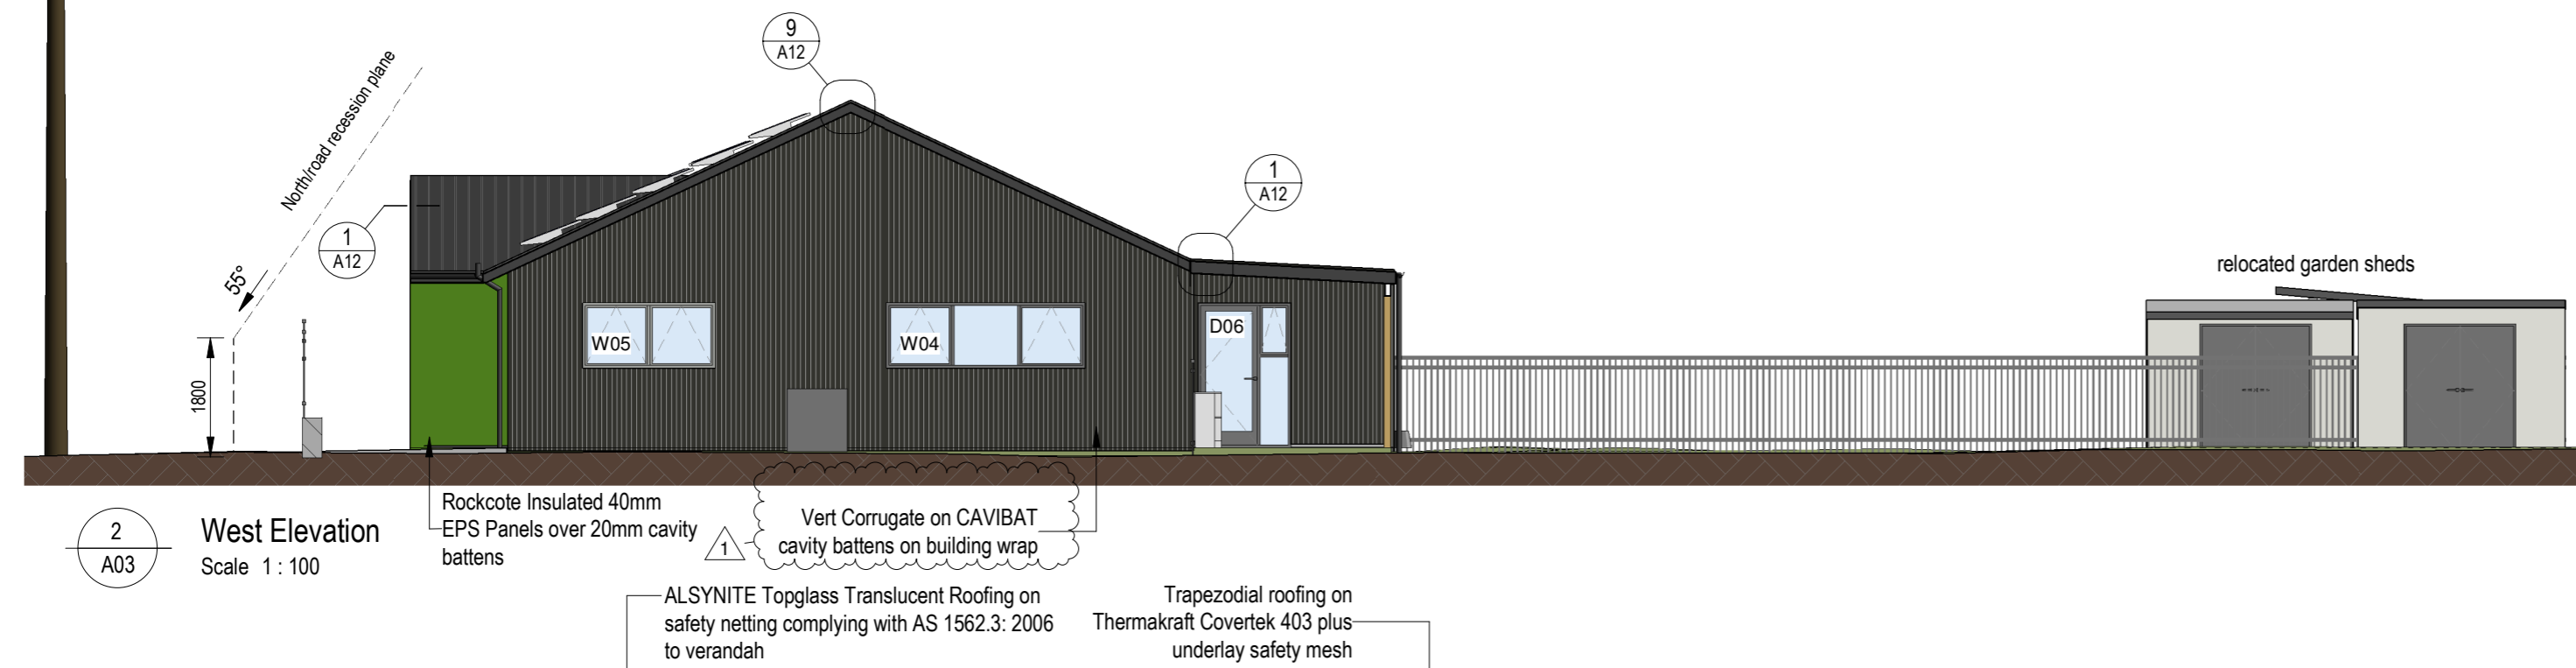 9
A12
North/road recession plane
1
A12
1
A12
55°
1800
W05
W04
D06
relocated garden sheds
Rockcote Insulated 40mm
EPS Panels over 20mm cavity
battens
1
Vert Corrugate on CAVIBAT
cavity battens on building wrap
2
A03
West Elevation
Scale 1 : 100
ALSYNITE Topglass Translucent Roofing on
safety netting complying with AS 1562.3: 2006
to verandah
Trapezodial roofing on
Thermakraft Covertek 403 plus
underlay safety mesh